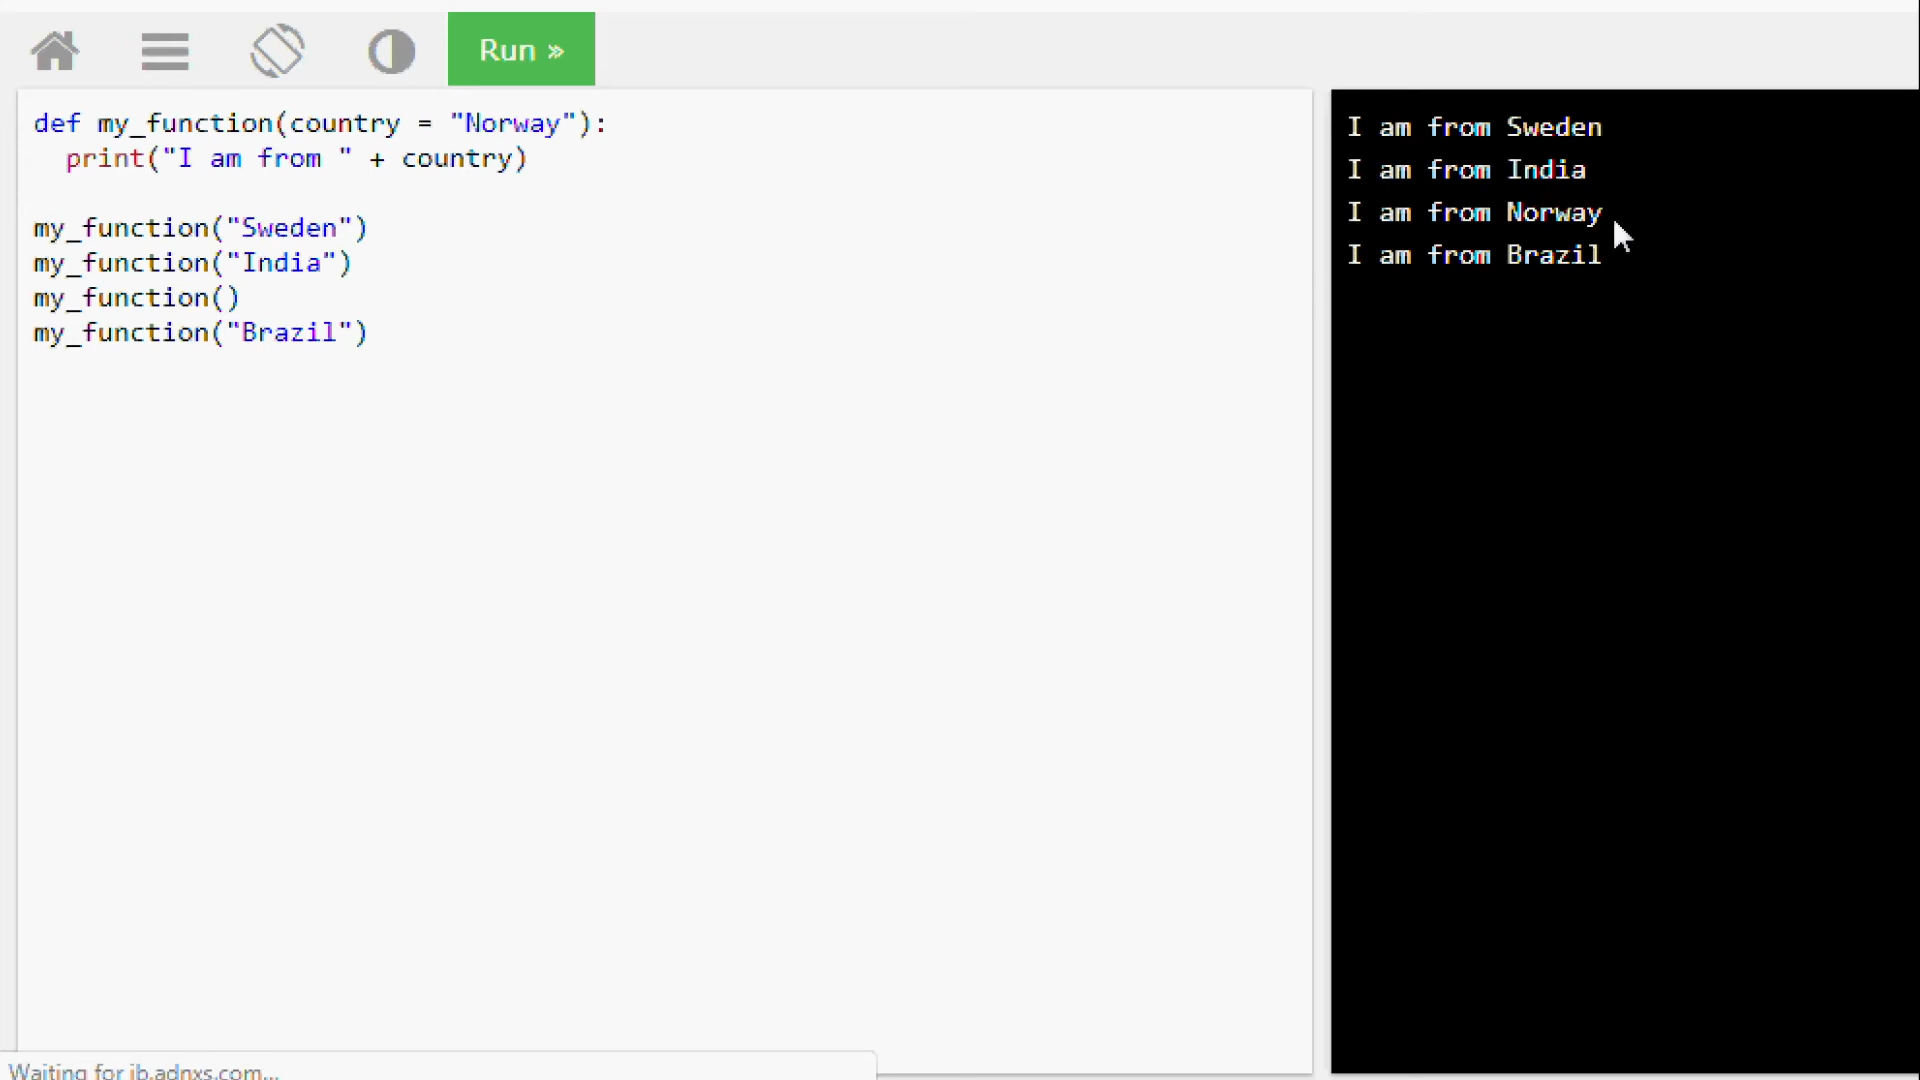 Run »
def my_function(country = "Norway"):
  print("I am from " + country)
my_function("Sweden")
my_function("India")
my_function()
my_function("Brazil")
I am from Sweden
I am from India
I am from Norway
I am from Brazil
Waiting for ib.adnxs.com...